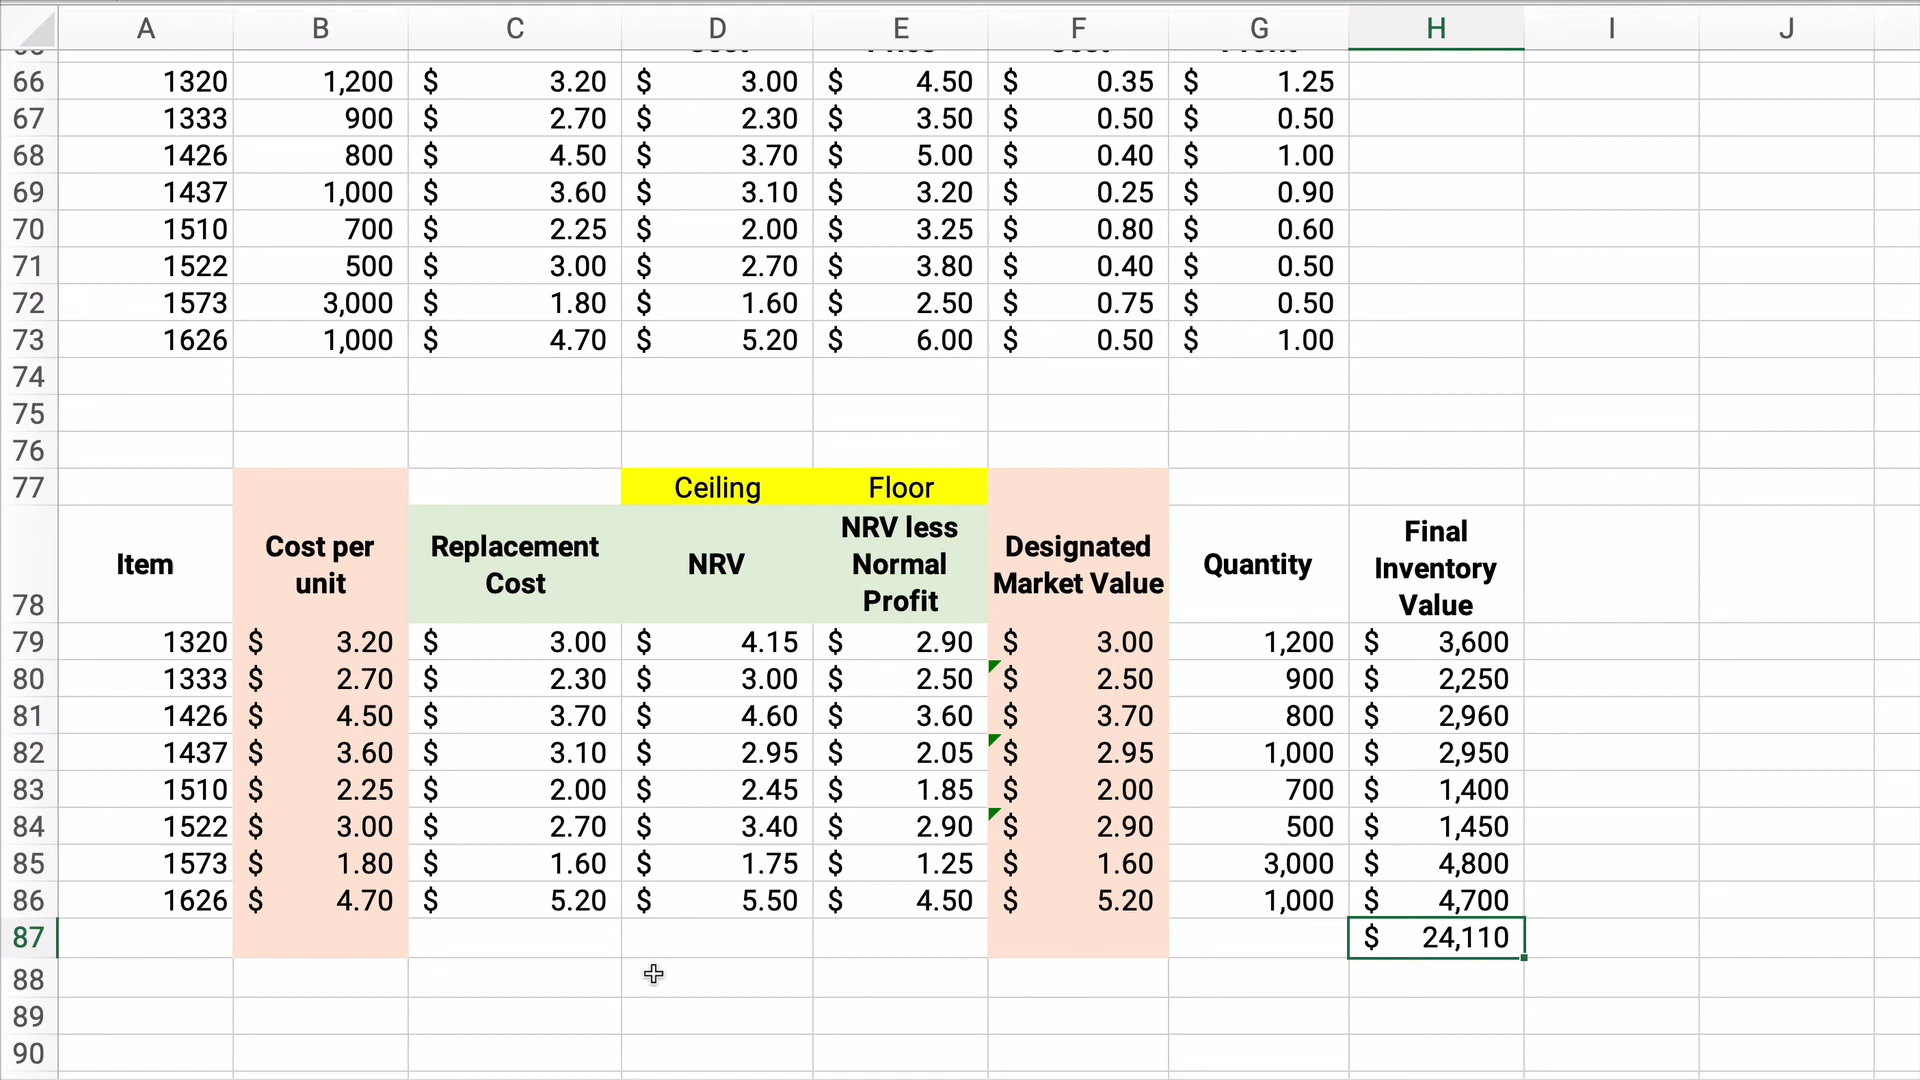 A B C D E F G H I J
66 1320 1,200 $ 3.20 $ 3.00 $ 4.50 $ 0.35 $ 1.25
67 1333 900 $ 2.70 $ 2.30 $ 3.50 $ 0.50 $ 0.50
68 1426 800 $ 4.50 $ 3.70 $ 5.00 $ 0.40 $ 1.00
69 1437 1,000 $ 3.60 $ 3.10 $ 3.20 $ 0.25 $ 0.90
70 1510 700 $ 2.25 $ 2.00 $ 3.25 $ 0.80 $ 0.60
71 1522 500 $ 3.00 $ 2.70 $ 3.80 $ 0.40 $ 0.50
72 1573 3,000 $ 1.80 $ 1.60 $ 2.50 $ 0.75 $ 0.50
73 1626 1,000 $ 4.70 $ 5.20 $ 6.00 $ 0.50 $ 1.00
74
75
76
77 Ceiling Floor
78 Item Cost per unit Replacement Cost NRV NRV less Normal Profit Designated Market Value Quantity Final Inventory Value
79 1320 $ 3.20 $ 3.00 $ 4.15 $ 2.90 $ 3.00 1,200 $ 3,600
80 1333 $ 2.70 $ 2.30 $ 3.00 $ 2.50 $ 2.50 900 $ 2,250
81 1426 $ 4.50 $ 3.70 $ 4.60 $ 3.60 $ 3.70 800 $ 2,960
82 1437 $ 3.60 $ 3.10 $ 2.95 $ 2.05 $ 2.95 1,000 $ 2,950
83 1510 $ 2.25 $ 2.00 $ 2.45 $ 1.85 $ 2.00 700 $ 1,400
84 1522 $ 3.00 $ 2.70 $ 3.40 $ 2.90 $ 2.90 500 $ 1,450
85 1573 $ 1.80 $ 1.60 $ 1.75 $ 1.25 $ 1.60 3,000 $ 4,800
86 1626 $ 4.70 $ 5.20 $ 5.50 $ 4.50 $ 5.20 1,000 $ 4,700
87 $ 24,110
88
89
90